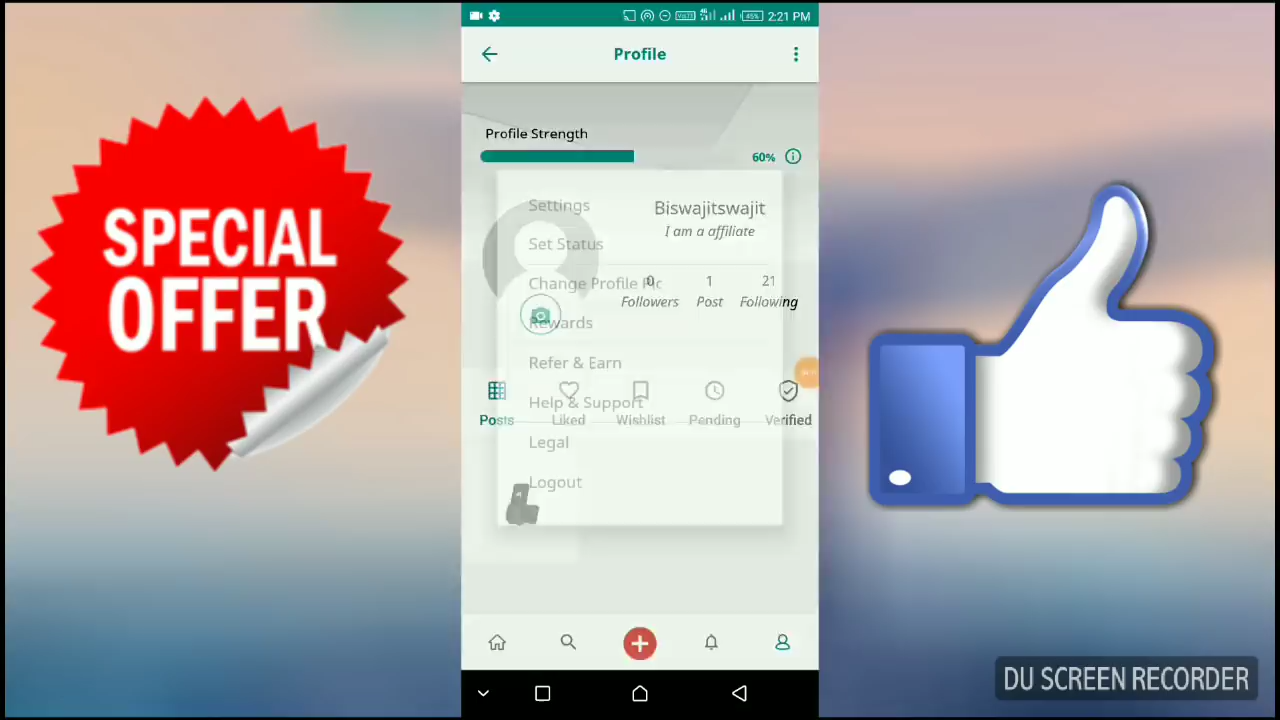 SPECIAL
OFFER
2:21 PM
Profile
Profile Strength
60%
Settings
Biswajitswajit
I am a affiliate
Set Status
0
1
21
Change Profile Pic
Followers
Post
Following
Rewards
Refer & Earn
Help & Support
Posts
Liked
Wishlist
Pending
Verified
Legal
Logout
DU SCREEN RECORDER